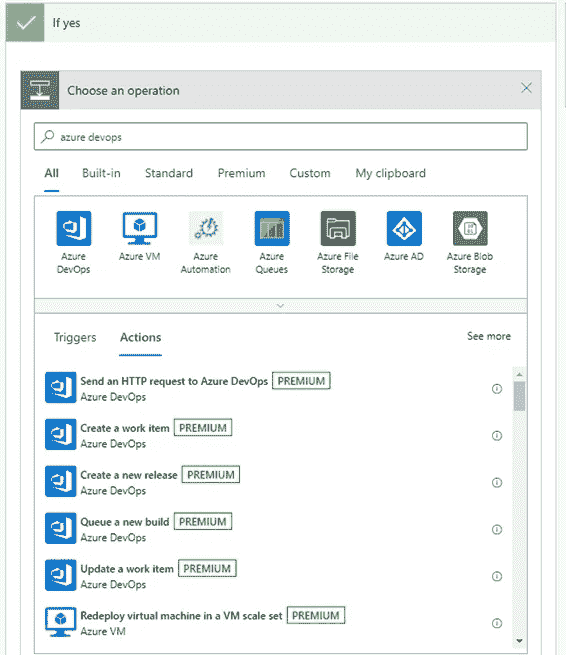 If yes
Choose an operation
azure devops
All Built-in Standard Premium Custom My clipboard
Azure DevOps
Azure VM
Azure Automation
Azure Queues
Azure File Storage
Azure AD
Azure Blob Storage
Triggers Actions See more
Send an HTTP request to Azure DevOps PREMIUM
Azure DevOps
Create a work item PREMIUM
Azure DevOps
Create a new release PREMIUM
Azure DevOps
Queue a new build PREMIUM
Azure DevOps
Update a work item PREMIUM
Azure DevOps
Redeploy virtual machine in a VM scale set PREMIUM
Azure VM